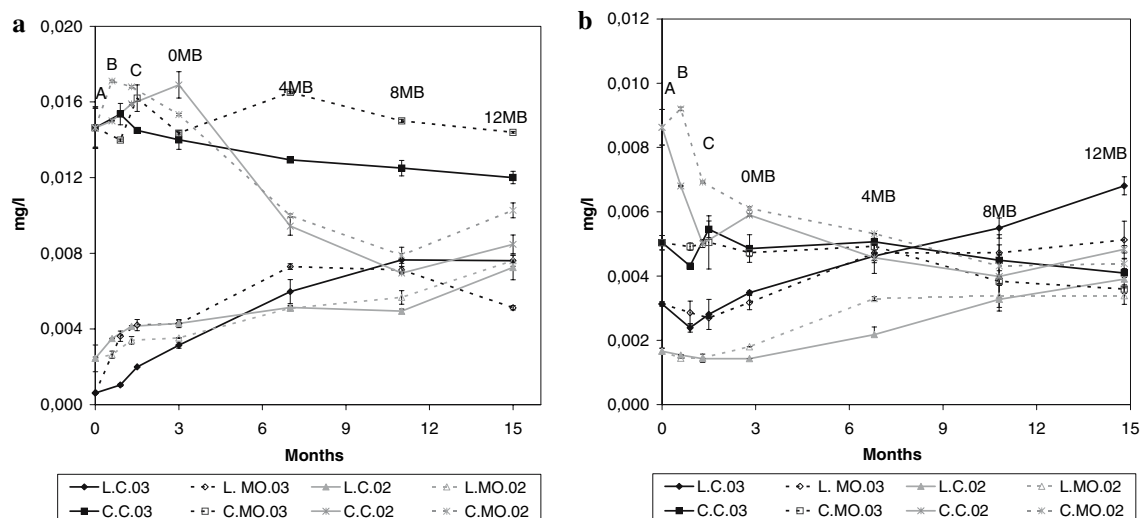 a
0,020
0,016
0,012
0,008
0,004
0,000
mg/l
A
B
C
0MB
4MB
8MB
12MB
0 3 6 9 12 15
Months
L.C.03 L. MO.03 L.C.02 L.MO.02
C.C.03 C.MO.03 C.C.02 C.MO.02
b
0,012
0,010
0,008
0,006
0,004
0,002
0,000
mg/l
A
B
C
0MB
4MB
8MB
12MB
0 3 6 9 12 15
Months
L.C.03 L. MO.03 L.C.02 L.MO.02
C.C.03 C.MO.03 C.C.02 C.MO.02